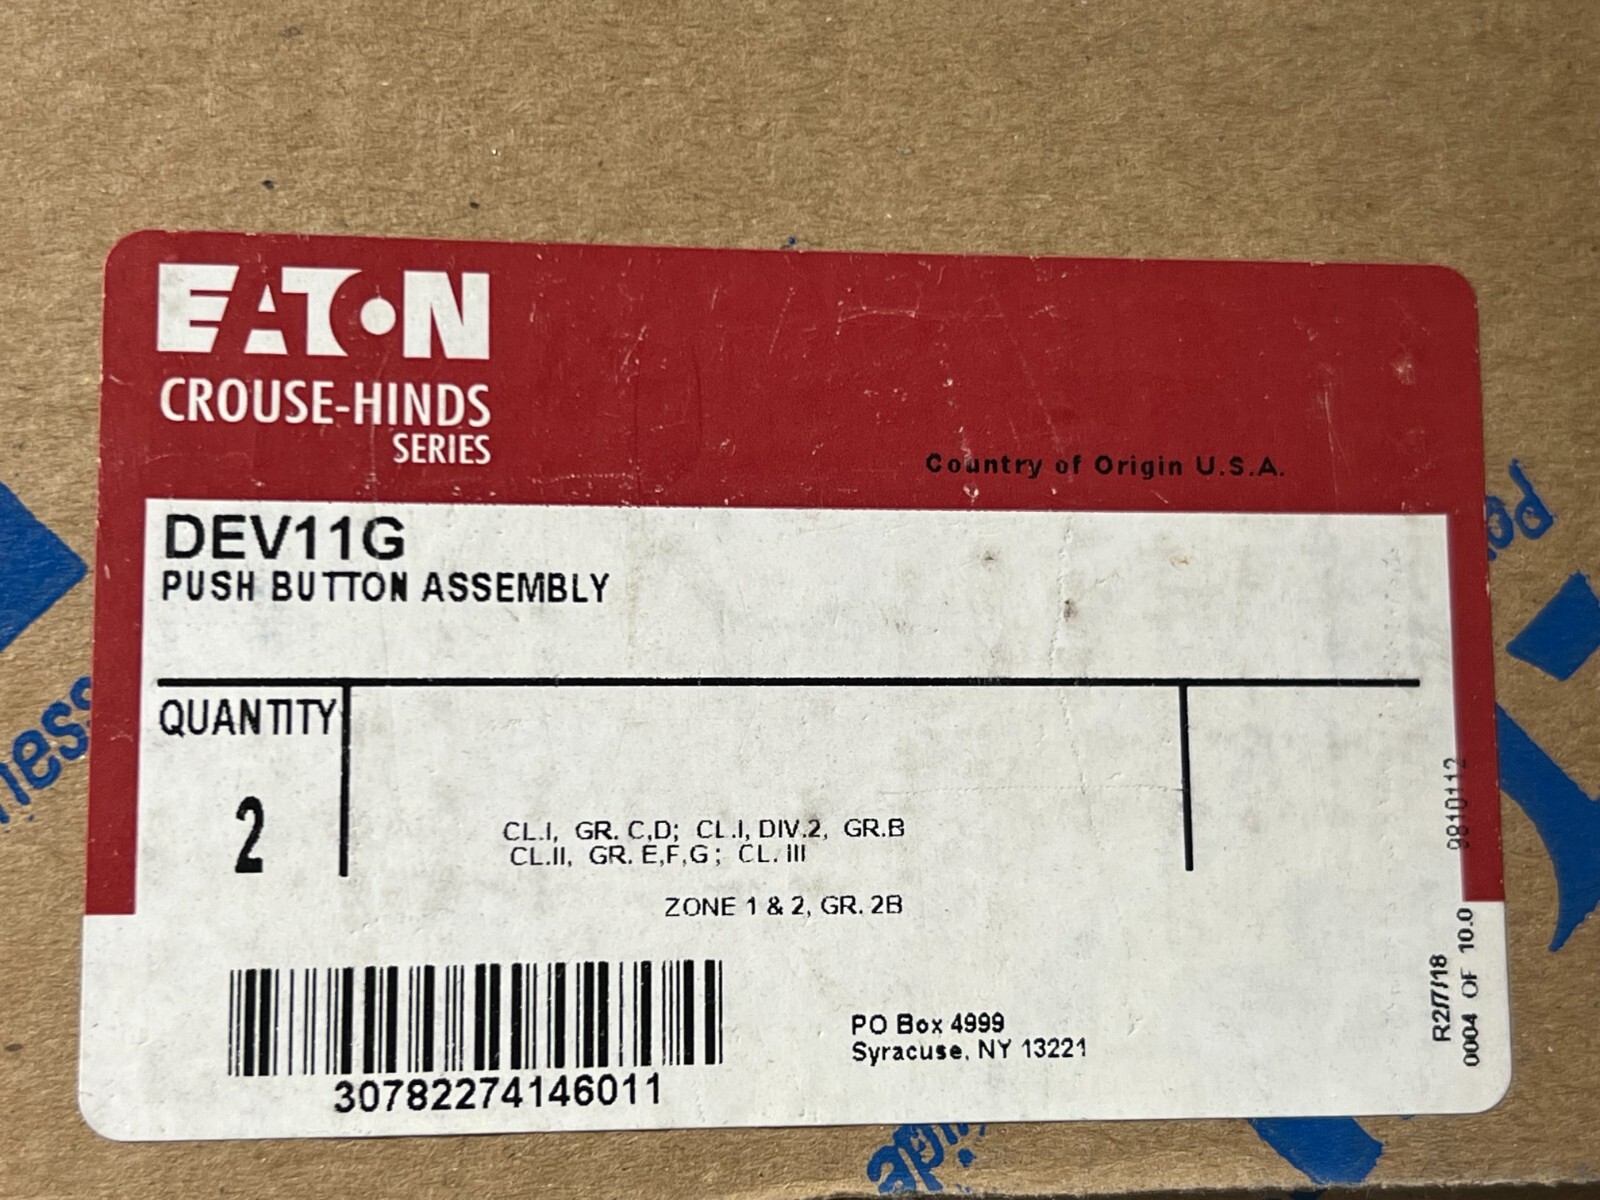 EATON
CROUSE-HINDS
SERIES
Country of Origin U.S.A.
DEV11G
PUSH BUTTON ASSEMBLY
QUANTITY
2
CL.I, GR. C,D; CL.I, DIV.2, GR.B
CL.II, GR. E,F,G; CL. III
ZONE 1 & 2, GR. 2B
30782274146011
PO Box 4999
Syracuse, NY 13221
9810112
R2/7/18
0004 OF 10.0